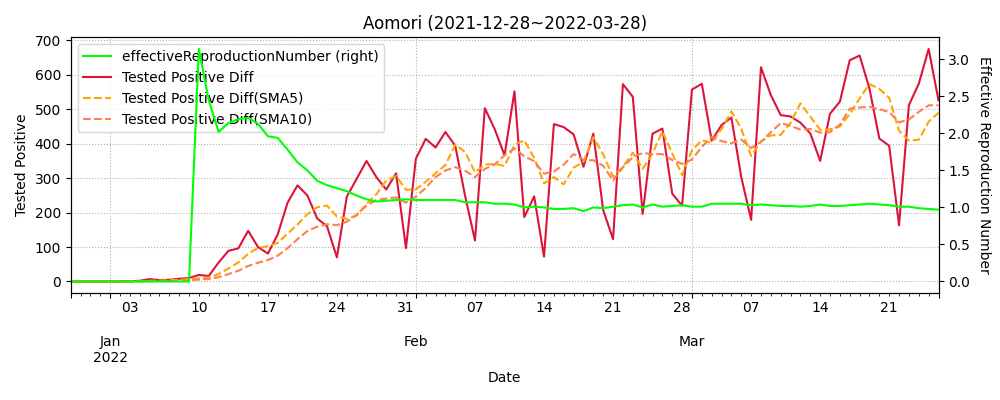 Aomori (2021-12-28~2022-03-28)
effectiveReproductionNumber (right)
Tested Positive Diff
Tested Positive Diff(SMA5)
Tested Positive Diff(SMA10)
Tested Positive
700
600
500
400
300
200
100
0
3.0
2.5
2.0
1.5
1.0
0.5
0.0
Effective Reproduction Number
03 10 17 24 31 07 14 21 07 14 21
Jan Feb Mar
2022
Date